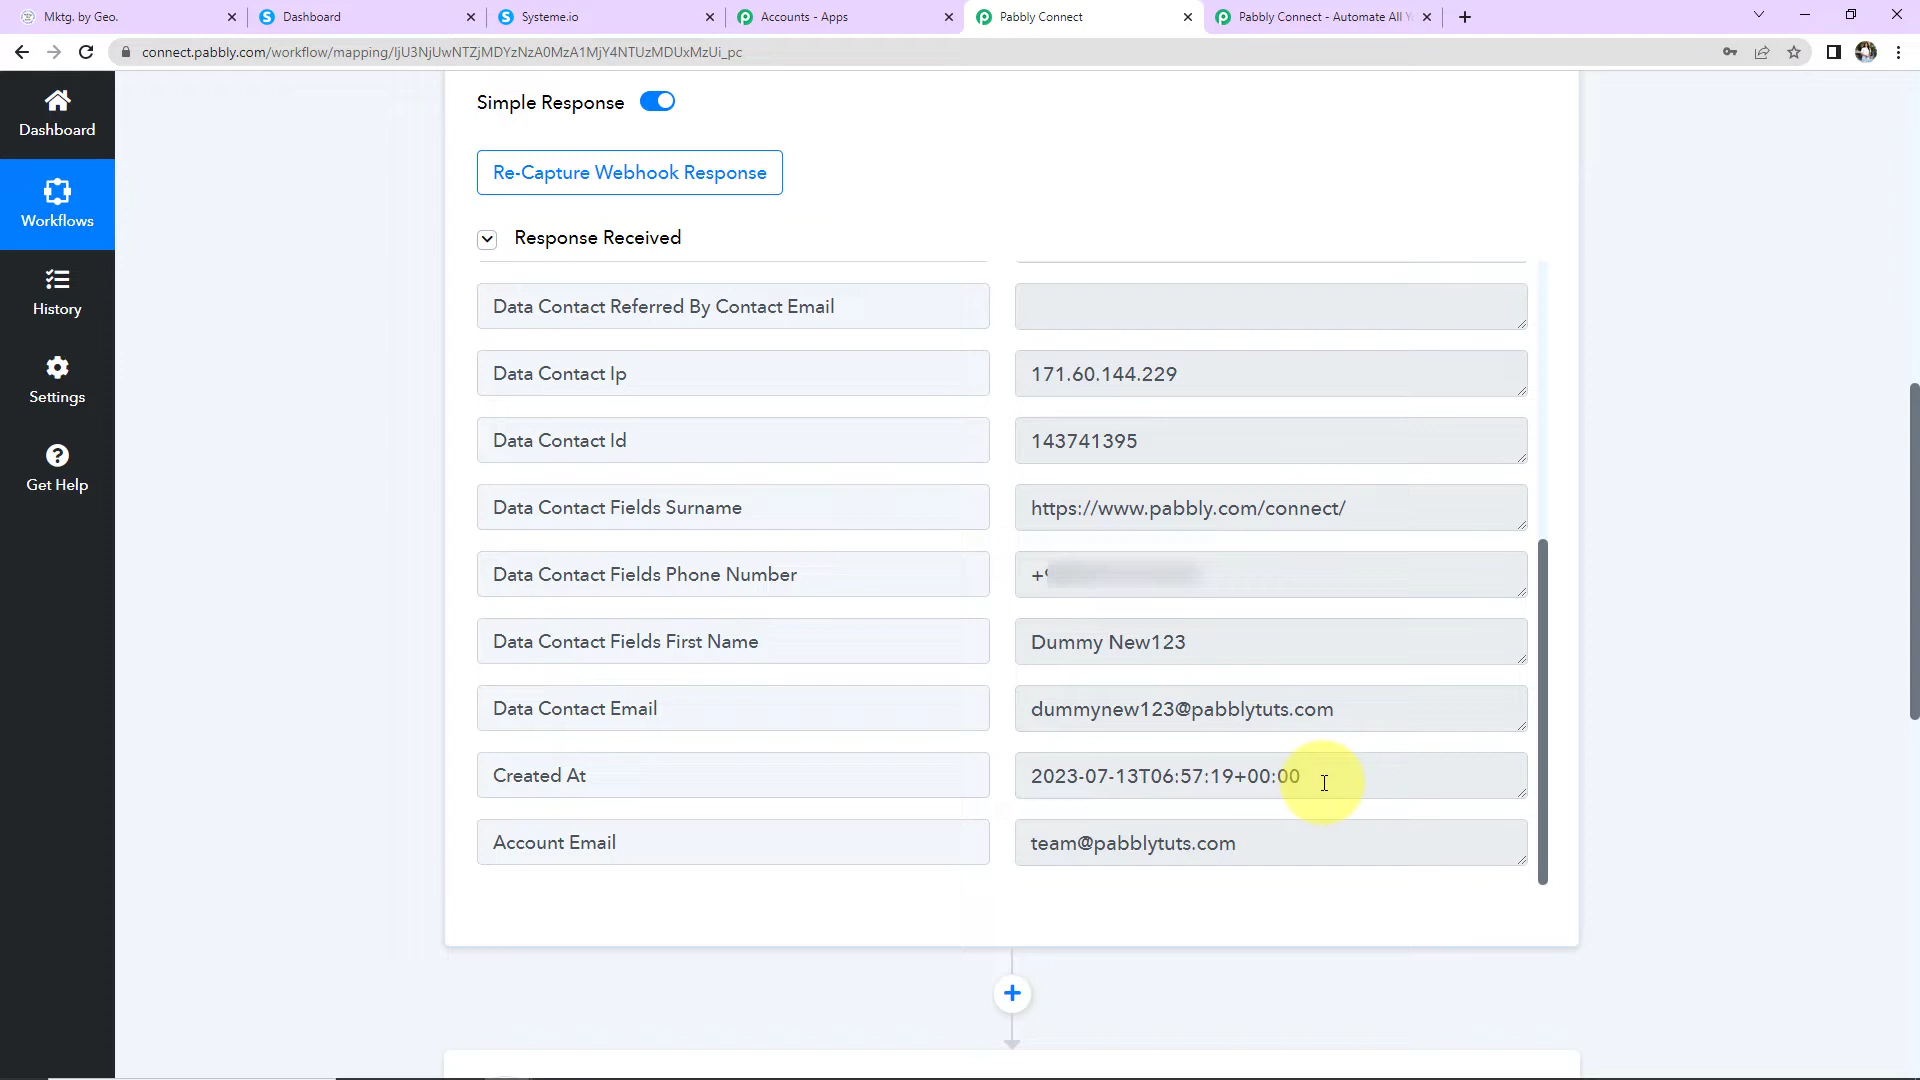 Mktg. by Geo.
Dashboard
Systeme.io
Accounts - Apps
Pabbly Connect
Pabbly Connect - Automate All Y
connect.pabbly.com/workflow/mapping/IjU3NjUwNTZjMDYzNzA0MzA1MjY4NTUzMDUxMzUi_pc
Dashboard
Workflows
History
Settings
Get Help
Simple Response
Re-Capture Webhook Response
Response Received
Data Contact Referred By Contact Email
Data Contact Ip 171.60.144.229
Data Contact Id 143741395
Data Contact Fields Surname https://www.pabbly.com/connect/
Data Contact Fields Phone Number
Data Contact Fields First Name Dummy New123
Data Contact Email dummynew123@pabblytuts.com
Created At 2023-07-13T06:57:19+00:00
Account Email team@pabblytuts.com